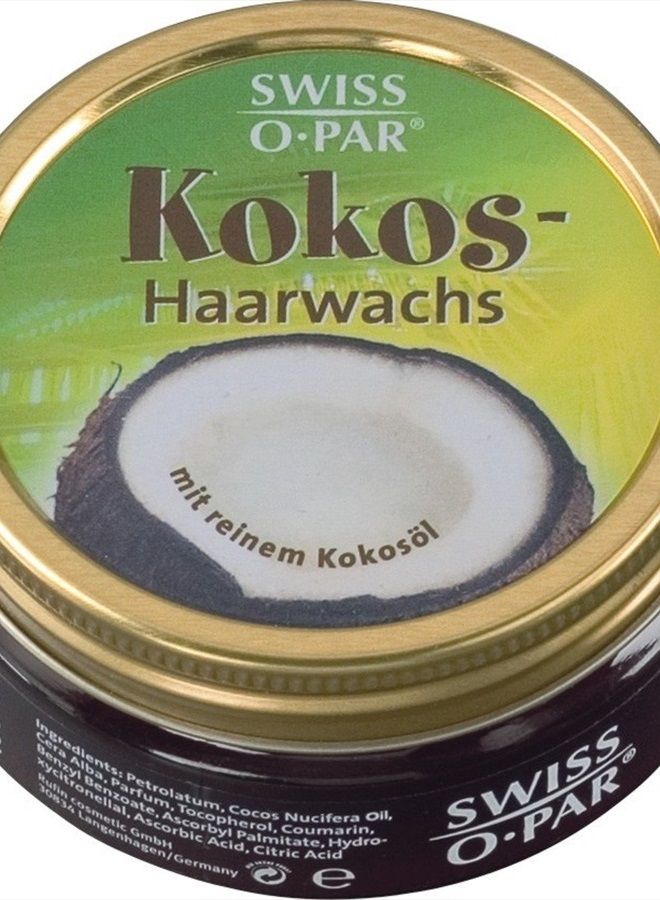 SWISS
O·PAR®
Kokos-
Haarwachs
mit reinem Kokosöl
Ingredients: Petrolatum, Cocos Nucifera Oil,
Cera Alba, Parfum, Tocopherol, Coumarin,
Benzyl Benzoate, Ascorbyl Palmitate, Hydro-
xycitronellal, Ascorbic Acid, Citric Acid
Rufin cosmetic GmbH
30834 Langenhagen/Germany
SWISS
O·PAR®